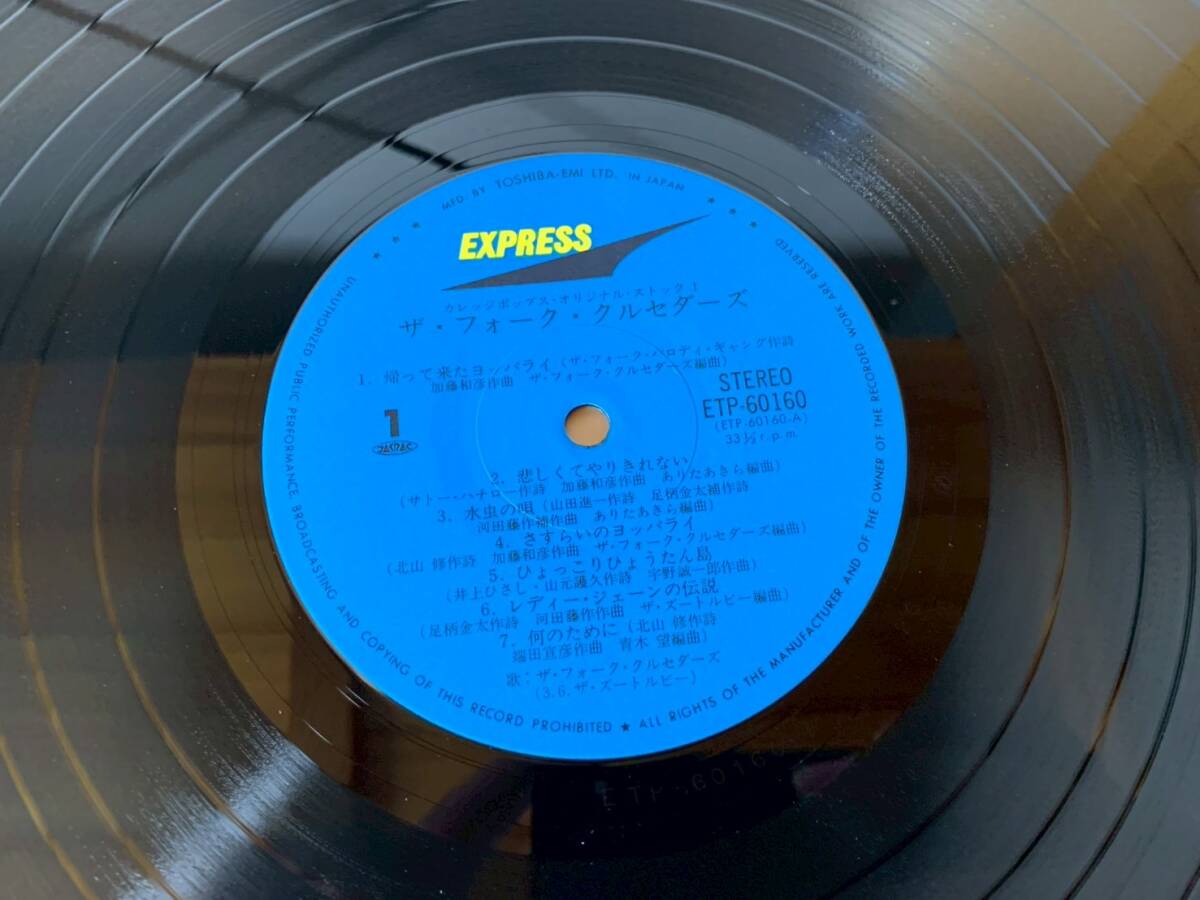 MFD. BY TOSHIBA-EMI LTD. IN JAPAN
EXPRESS
カレッジポップス・オリジナル・ストック 1
ザ・フォーク・クルセダーズ
1. 帰って来たヨッパライ (ザ・フォーク・パロディ・ギャング作詩
加藤和彦作曲 ザ・フォーク・クルセダーズ編曲)
1
JASRAC
STEREO
ETP-60160
(ETP-60160-A)
33⅓ r.p.m.
2. 悲しくてやりきれない
(サトー・ハチロー作詩 加藤和彦作曲 ありたあきら編曲)
3. 水虫の唄 (山田進一作詩 足柄金太補作詩
河田藤作補作曲 ありたあきら編曲)
4. さすらいのヨッパライ
(北山 修作詩 加藤和彦作曲 ザ・フォーク・クルセダーズ編曲)
5. ひょっこりひょうたん島
(井上ひさし・山元護久作詩 宇野誠一郎作曲)
6. レディー・ジェーンの伝説
(足柄金太作詩 河田藤作作曲 ザ・ズートルビー編曲)
7. 何のために (北山 修作詩
端田宣彦作曲 青木 望編曲)
歌：ザ・フォーク・クルセダーズ
(3.6.ザ・ズートルビー)
UNAUTHORIZED PUBLIC PERFORMANCE, BROADCASTING AND COPYING OF THIS RECORD PROHIBITED ★ ALL RIGHTS OF THE MANUFACTURER AND OF THE OWNER OF THE RECORDED WORK ARE RESERVED
ETP-60160